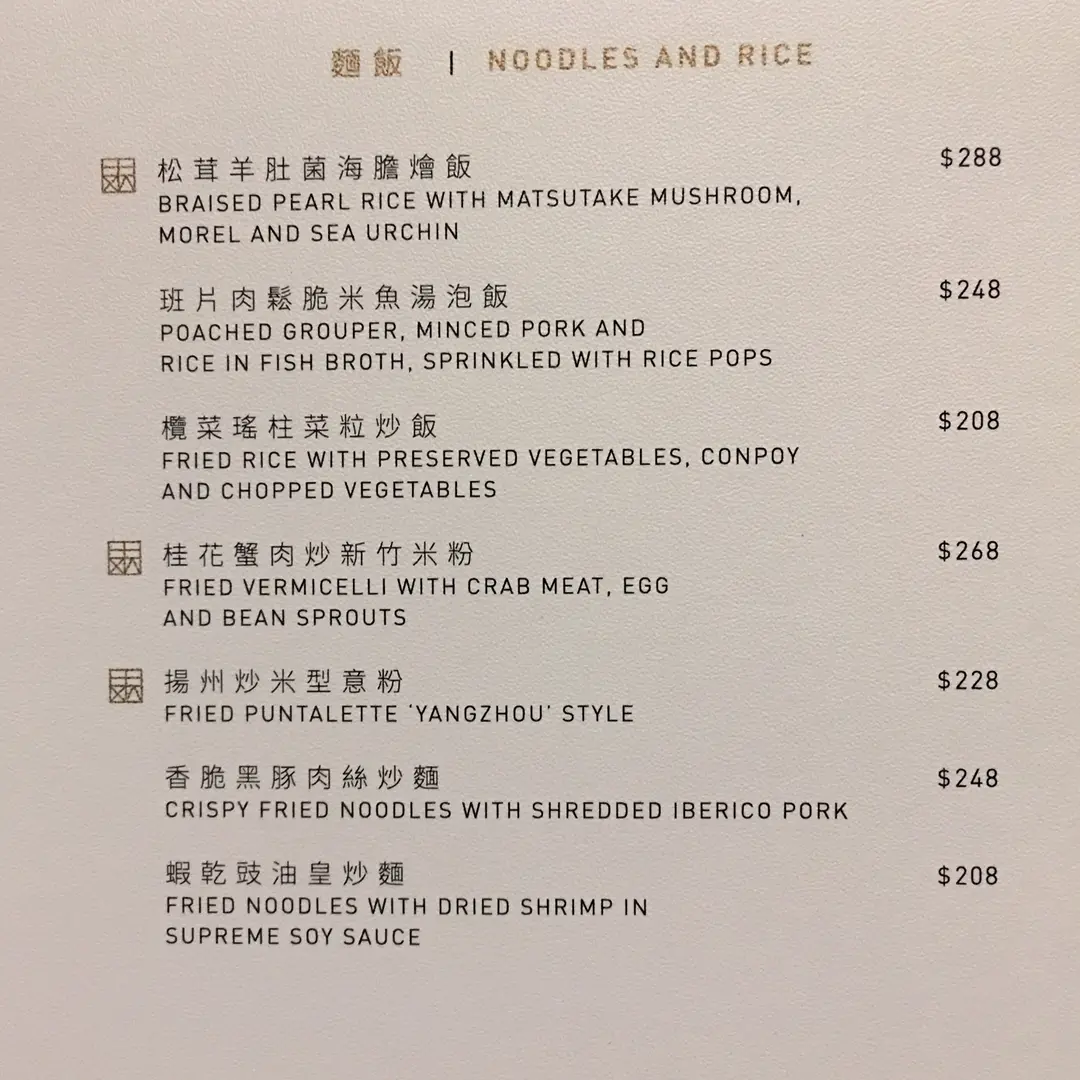 麵飯 | NOODLES AND RICE
松茸羊肚菌海膽燴飯 $288
BRAISED PEARL RICE WITH MATSUTAKE MUSHROOM,
MOREL AND SEA URCHIN
班片肉鬆脆米魚湯泡飯 $248
POACHED GROUPER, MINCED PORK AND
RICE IN FISH BROTH, SPRINKLED WITH RICE POPS
欖菜瑤柱菜粒炒飯 $208
FRIED RICE WITH PRESERVED VEGETABLES, CONPOY
AND CHOPPED VEGETABLES
桂花蟹肉炒新竹米粉 $268
FRIED VERMICELLI WITH CRAB MEAT, EGG
AND BEAN SPROUTS
揚州炒米型意粉 $228
FRIED PUNTALETTE ‘YANGZHOU’ STYLE
香脆黑豚肉絲炒麵 $248
CRISPY FRIED NOODLES WITH SHREDDED IBERICO PORK
蝦乾豉油皇炒麵 $208
FRIED NOODLES WITH DRIED SHRIMP IN
SUPREME SOY SAUCE